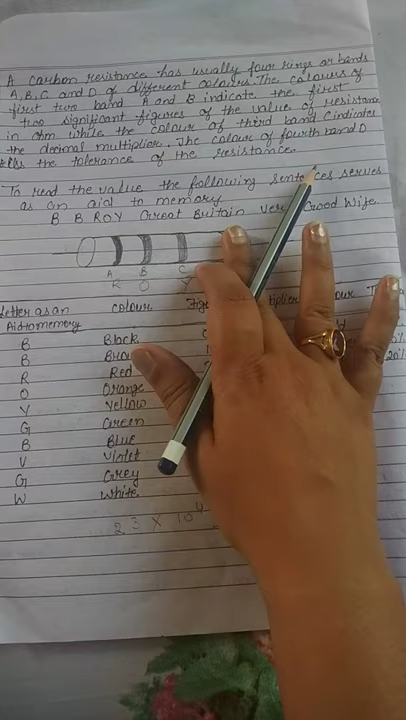 A carbon resistance has usually four rings or bands
A, B, C and D of different colours. The colours of
first two band A and B indicate the first
two significant figures of the value of resistance
in ohm while the colour of third band C indicates
the decimal multiplier. The colour of fourth band D
tells the tolerance of the resistance.
To read the value the following sentences serves
as an aid to memory
B B ROY Great Britain Very Good Wife
A B C
R O Y
Letter as an colour
Aid to memory
B Black
B
R Red
O Orange
Y Yellow
G Green
B Blue
V Violet
G Grey
W White
23 X 10 4